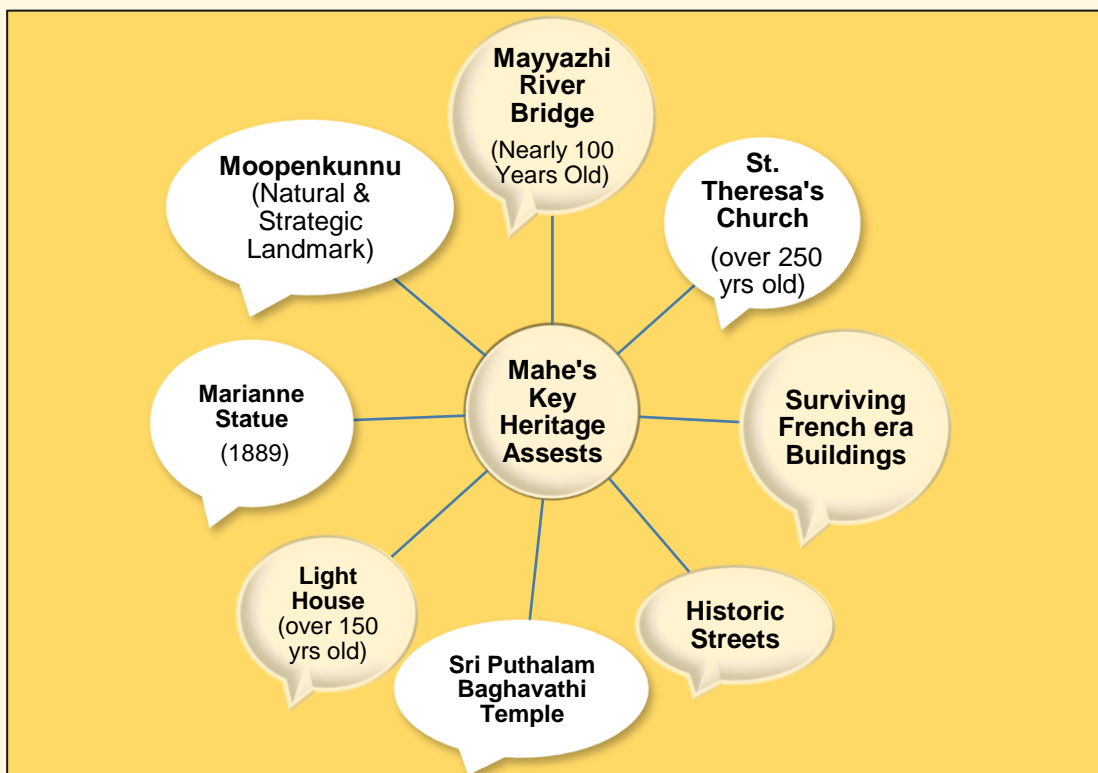 Mayyazhi
River
Bridge
(Nearly 100
Years Old)
St.
Theresa's
Church
(over 250
yrs old)
Surviving
French era
Buildings
Historic
Streets
Sri Puthalam
Baghavathi
Temple
Light
House
(over 150
yrs old)
Marianne
Statue
(1889)
Moopenkunnu
(Natural &
Strategic
Landmark)
Mahe's
Key
Heritage
Assests